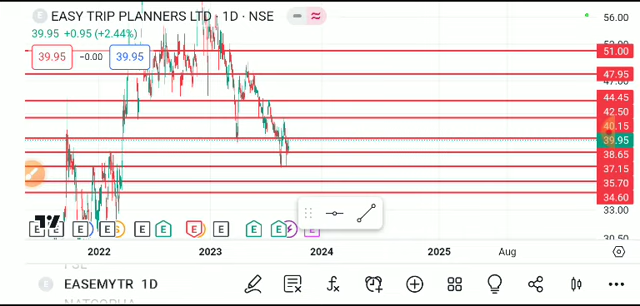 EASY TRIP PLANNERS LTD · 1D · NSE
39.95 +0.95 (+2.44%)
39.95 −0.00 39.95
56.00
51.00
47.95
47.00
44.45
42.50
40.15
39.95
38.65
37.15
35.70
34.60
33.00
30.50
E E E E S E E E E E E
2022 2023 2024 2025 Aug
EASEMYTR 1D